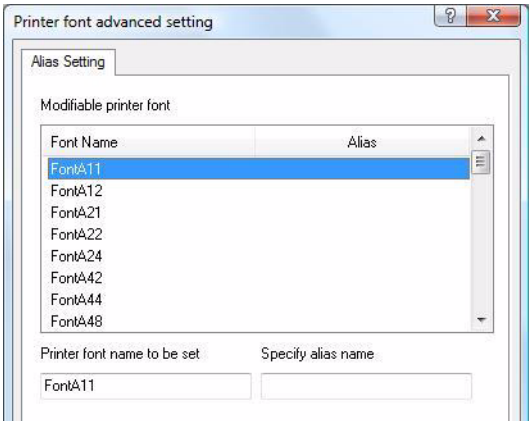 Printer font advanced setting
Alias Setting
Modifiable printer font
Font Name Alias
FontA11
FontA12
FontA21
FontA22
FontA24
FontA42
FontA44
FontA48
Printer font name to be set Specify alias name
FontA11